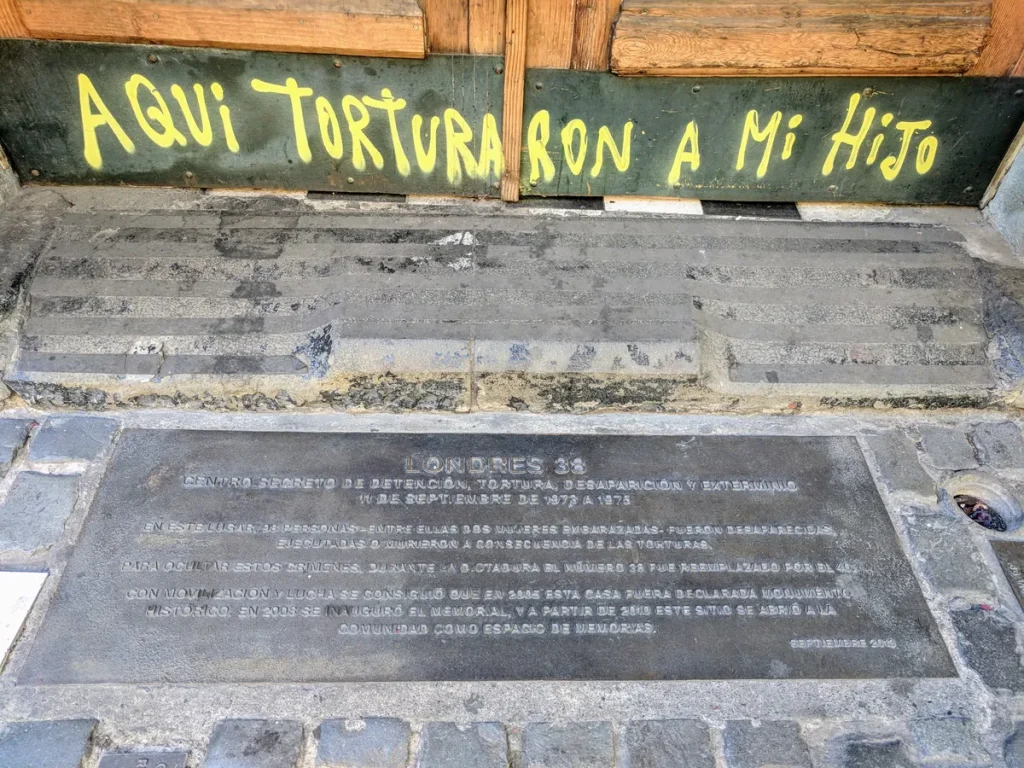 AQUI TORTURARON A Mi HiJo
LONDRES 38
CENTRO SECRETO DE DETENCIÓN, TORTURA, DESAPARICIÓN Y EXTERMINIO
11 DE SEPTIEMBRE DE 1973 A 1975
EN ESTE LUGAR, 98 PERSONAS - ENTRE ELLAS DOS MUJERES EMBARAZADAS - FUERON DESAPARECIDAS,
EJECUTADAS O MURIERON A CONSECUENCIA DE LAS TORTURAS.
PARA OCULTAR ESTOS CRÍMENES, DURANTE LA DICTADURA EL NÚMERO 38 FUE REEMPLAZADO POR EL 40.
CON MOVILIZACIÓN Y LUCHA SE CONSIGUIÓ QUE EN 2005 ESTA CASA FUERA DECLARADA MONUMENTO
HISTÓRICO. EN 2008 SE INAUGURÓ EL MEMORIAL, Y A PARTIR DE 2010 ESTE SITIO SE ABRIÓ A LA
COMUNIDAD COMO ESPACIO DE MEMORIAS.
SEPTIEMBRE